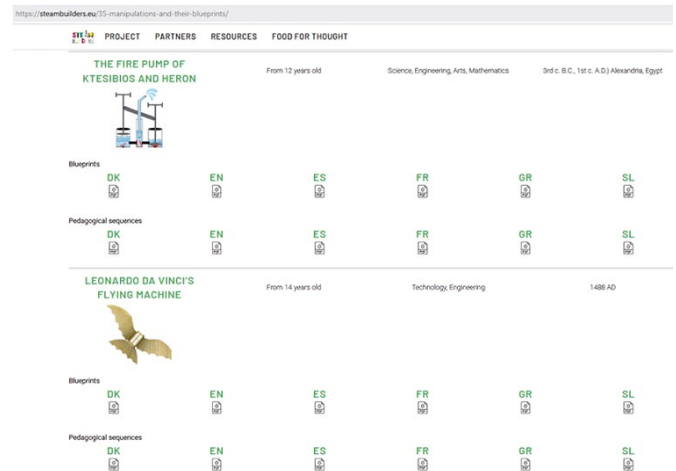 https://steambuilders.eu/35-manipulations-and-their-blueprints/
PROJECT PARTNERS RESOURCES FOOD FOR THOUGHT
THE FIRE PUMP OF
KTESIBIOS AND HERON
From 12 years old
Science, Engineering, Arts, Mathematics
3rd c. B.C., 1st c. A.D.) Alexandria, Egypt
Blueprints
DK EN ES FR GR SL
Pedagogical sequences
DK EN ES FR GR SL
LEONARDO DA VINCI'S
FLYING MACHINE
From 14 years old
Technology, Engineering
1488 AD
Blueprints
DK EN ES FR GR SL
Pedagogical sequences
DK EN ES FR GR SL